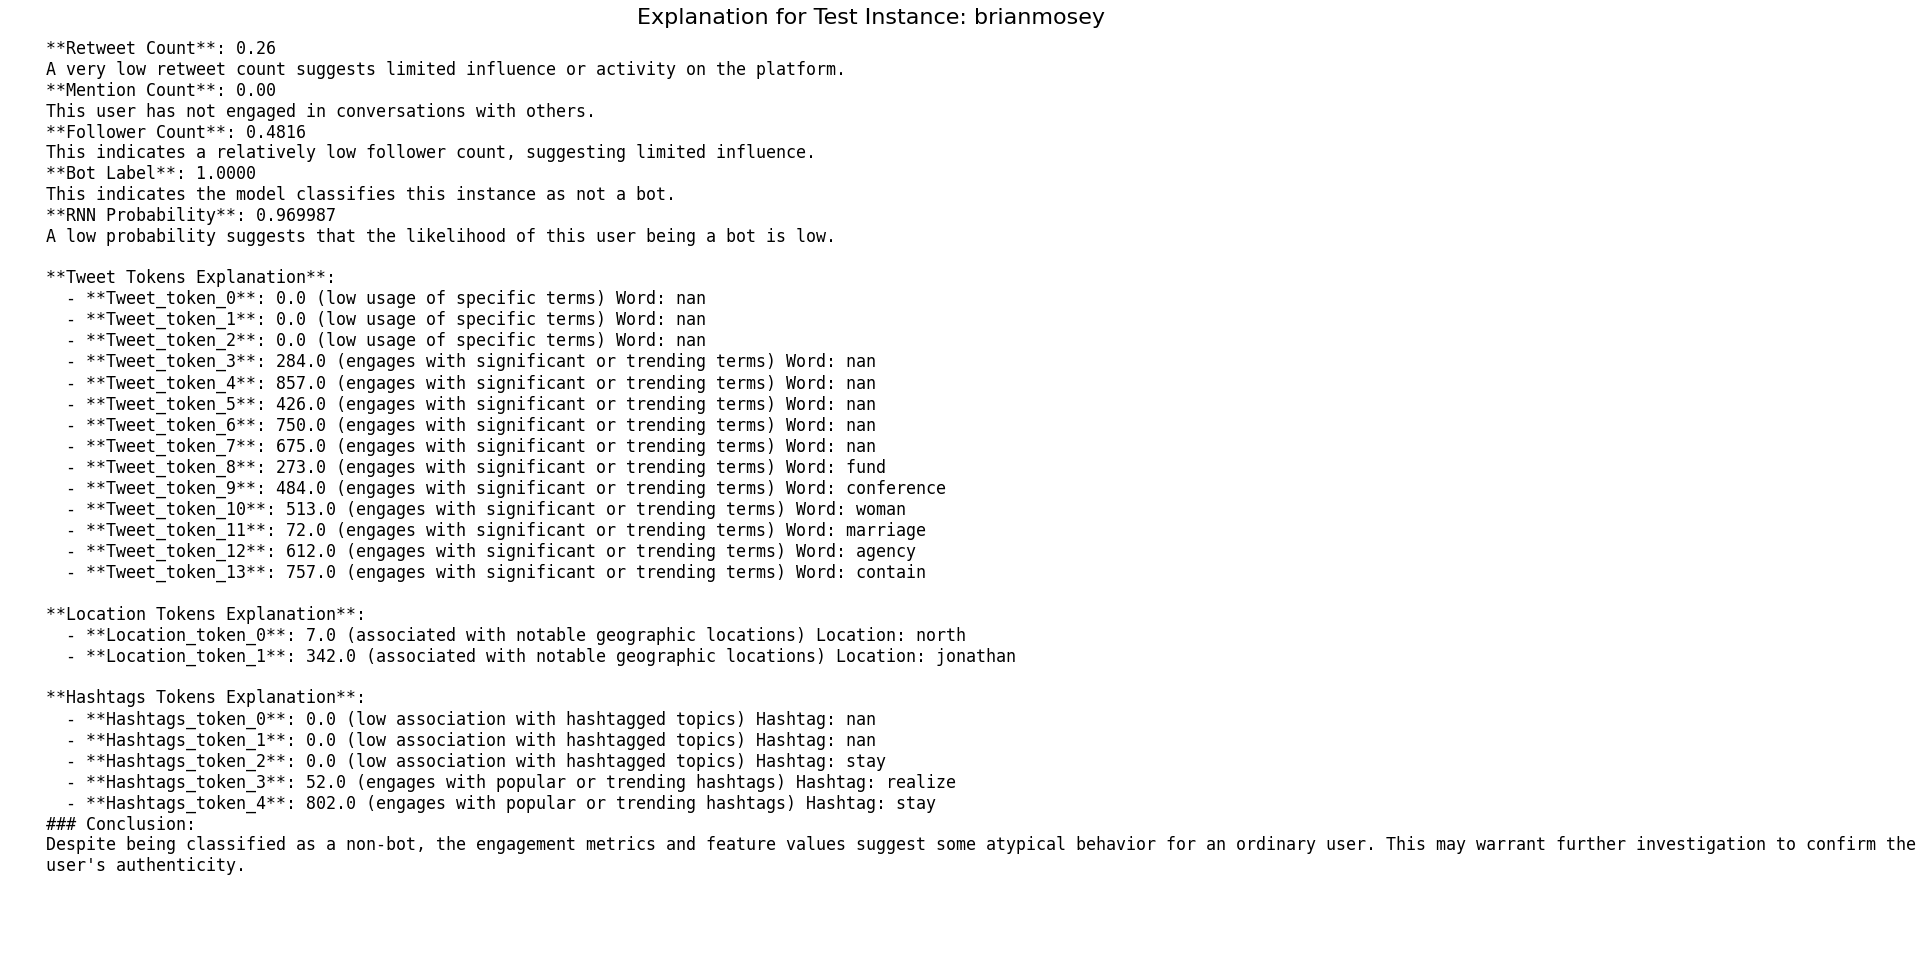 Explanation for Test Instance: brianmosey
**Retweet Count**: 0.26
A very low retweet count suggests limited influence or activity on the platform.
**Mention Count**: 0.00
This user has not engaged in conversations with others.
**Follower Count**: 0.4816
This indicates a relatively low follower count, suggesting limited influence.
**Bot Label**: 1.0000
This indicates the model classifies this instance as not a bot.
**RNN Probability**: 0.969987
A low probability suggests that the likelihood of this user being a bot is low.
**Tweet Tokens Explanation**:
- **Tweet_token_0**: 0.0 (low usage of specific terms) Word: nan
- **Tweet_token_1**: 0.0 (low usage of specific terms) Word: nan
- **Tweet_token_2**: 0.0 (low usage of specific terms) Word: nan
- **Tweet_token_3**: 284.0 (engages with significant or trending terms) Word: nan
- **Tweet_token_4**: 857.0 (engages with significant or trending terms) Word: nan
- **Tweet_token_5**: 426.0 (engages with significant or trending terms) Word: nan
- **Tweet_token_6**: 750.0 (engages with significant or trending terms) Word: nan
- **Tweet_token_7**: 675.0 (engages with significant or trending terms) Word: nan
- **Tweet_token_8**: 273.0 (engages with significant or trending terms) Word: fund
- **Tweet_token_9**: 484.0 (engages with significant or trending terms) Word: conference
- **Tweet_token_10**: 513.0 (engages with significant or trending terms) Word: woman
- **Tweet_token_11**: 72.0 (engages with significant or trending terms) Word: marriage
- **Tweet_token_12**: 612.0 (engages with significant or trending terms) Word: agency
- **Tweet_token_13**: 757.0 (engages with significant or trending terms) Word: contain
**Location Tokens Explanation**:
- **Location_token_0**: 7.0 (associated with notable geographic locations) Location: north
- **Location_token_1**: 342.0 (associated with notable geographic locations) Location: jonathan
**Hashtags Tokens Explanation**:
- **Hashtags_token_0**: 0.0 (low association with hashtagged topics) Hashtag: nan
- **Hashtags_token_1**: 0.0 (low association with hashtagged topics) Hashtag: nan
- **Hashtags_token_2**: 0.0 (low association with hashtagged topics) Hashtag: stay
- **Hashtags_token_3**: 52.0 (engages with popular or trending hashtags) Hashtag: realize
- **Hashtags_token_4**: 802.0 (engages with popular or trending hashtags) Hashtag: stay
### Conclusion:
Despite being classified as a non-bot, the engagement metrics and feature values suggest some atypical behavior for an ordinary user. This may warrant further investigation to confirm the
user's authenticity.